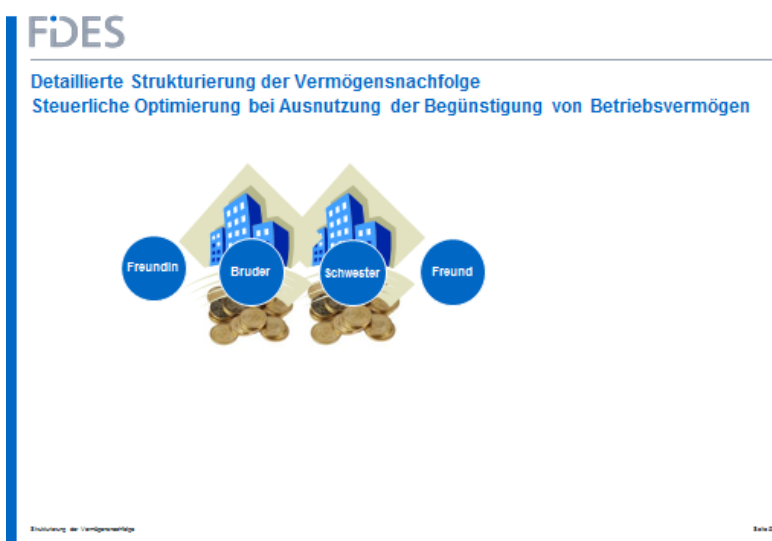 FiDES
Detaillierte Strukturierung der Vermögensnachfolge
Steuerliche Optimierung bei Ausnutzung der Begünstigung von Betriebsvermögen
Freundin
Bruder
Schwester
Freund
Strukturierung der Vermögensnachfolge
Seite